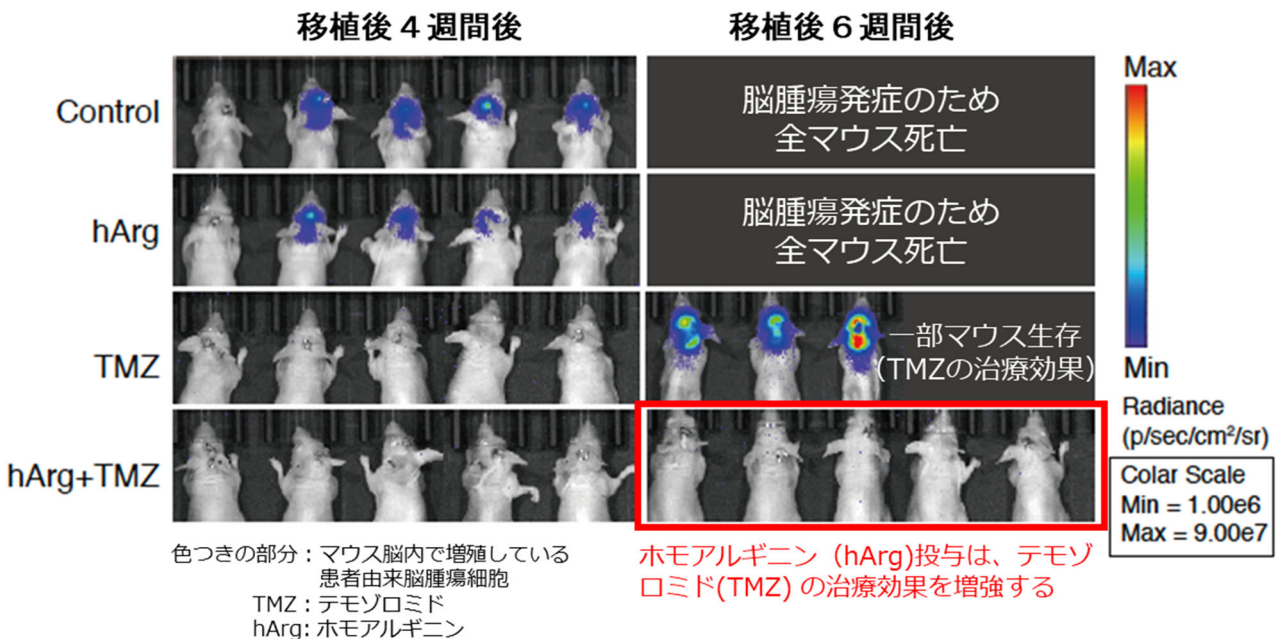 移植後４週間後
移植後６週間後
Control
脳腫瘍発症のため
全マウス死亡
hArg
脳腫瘍発症のため
全マウス死亡
TMZ
一部マウス生存
(TMZの治療効果)
hArg+TMZ
Max
Min
Radiance
(p/sec/cm²/sr)
Colar Scale
Min = 1.00e6
Max = 9.00e7
色つきの部分：マウス脳内で増殖している
患者由来脳腫瘍細胞
TMZ：テモゾロミド
hArg: ホモアルギニン
ホモアルギニン（hArg)投与は、テモゾ
ロミド(TMZ) の治療効果を増強する